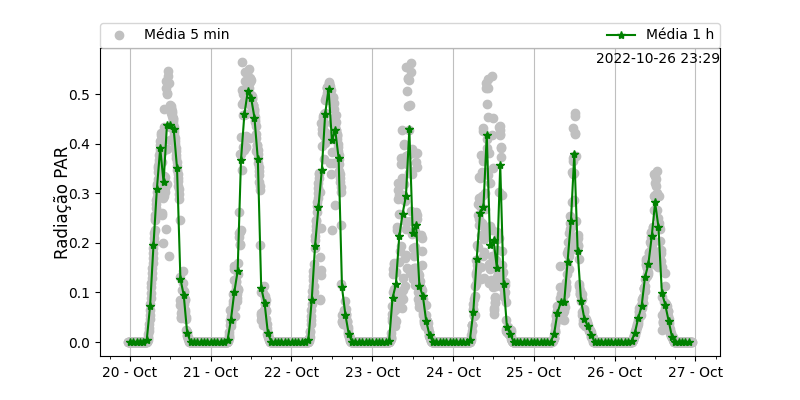 Média 5 min
Média 1 h
2022-10-26 23:29
Radiação PAR
0.5
0.4
0.3
0.2
0.1
0.0
20 - Oct
21 - Oct
22 - Oct
23 - Oct
24 - Oct
25 - Oct
26 - Oct
27 - Oct